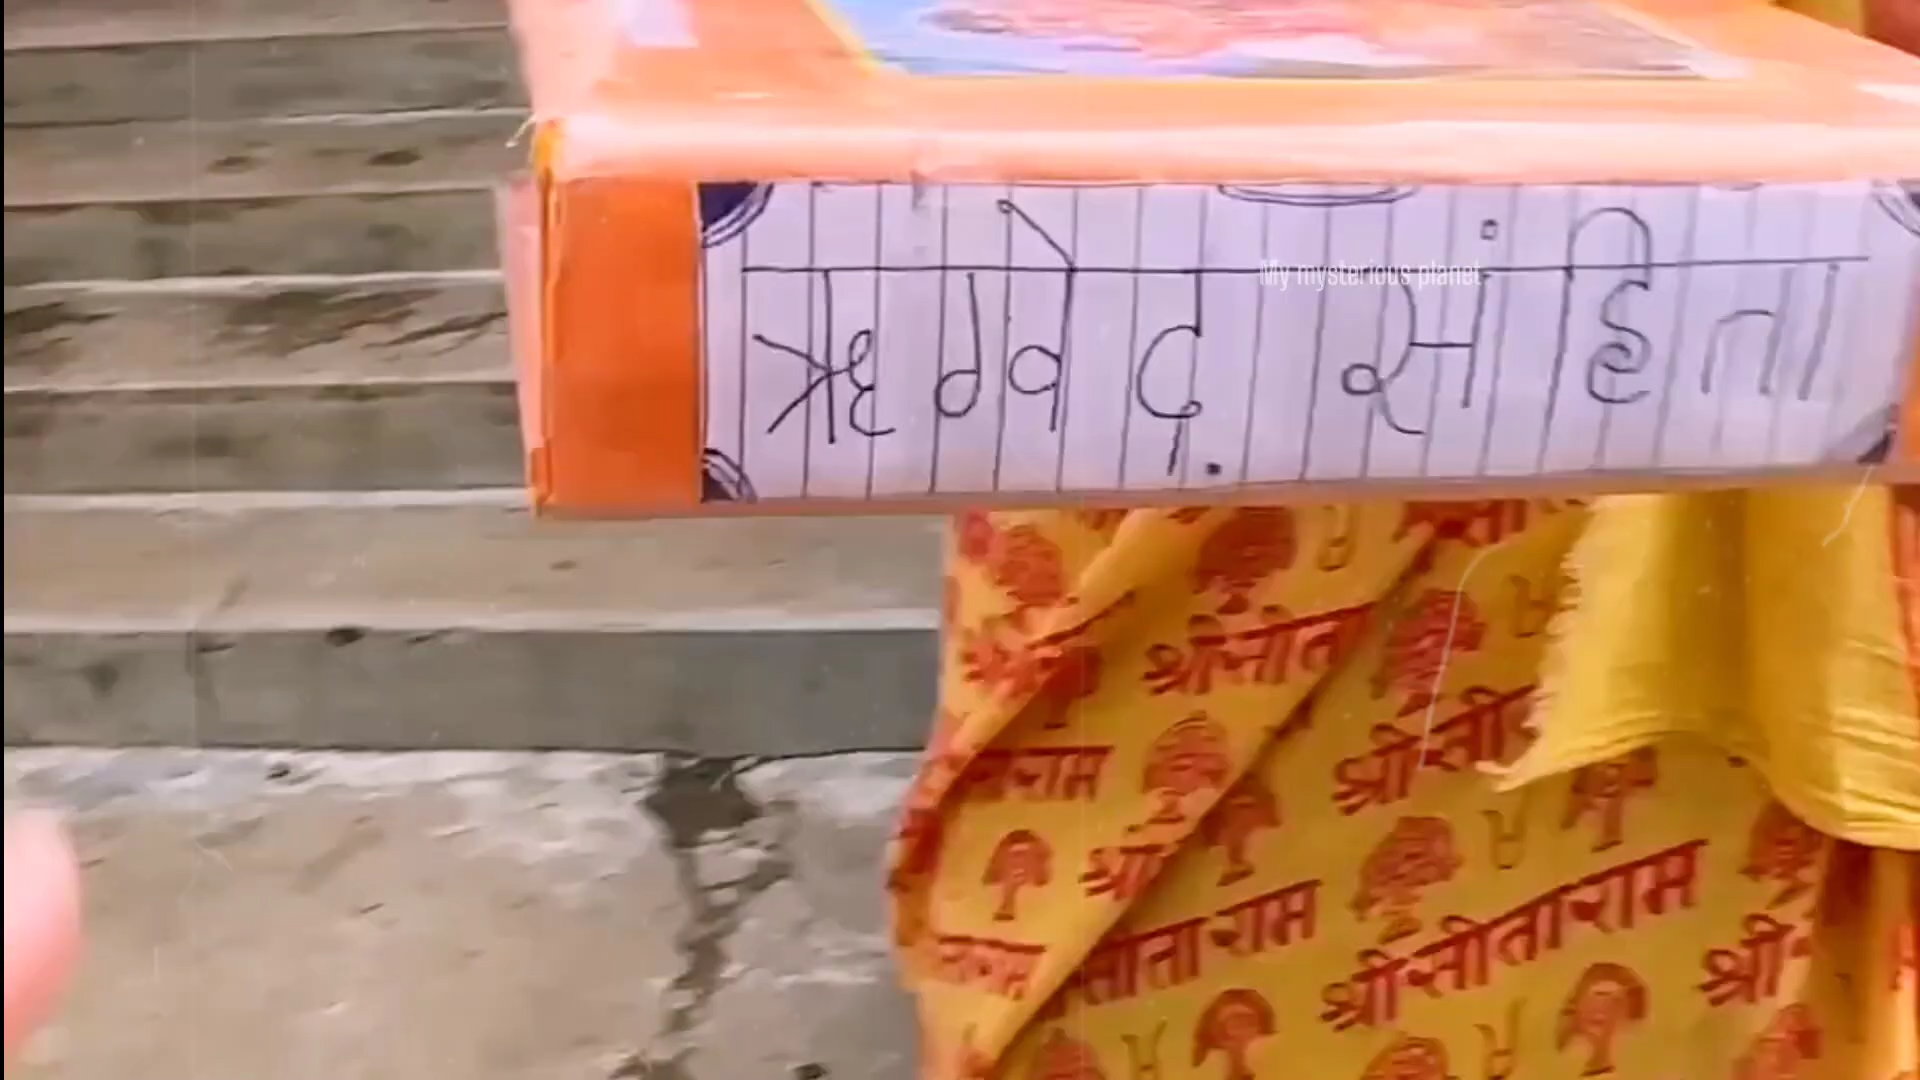 ऋग्वेद. संहिता
My mysterious planet
श्रीसीता
श्रीसी
राम
श्री
सीताराम
श्रीसीताराम
श्री